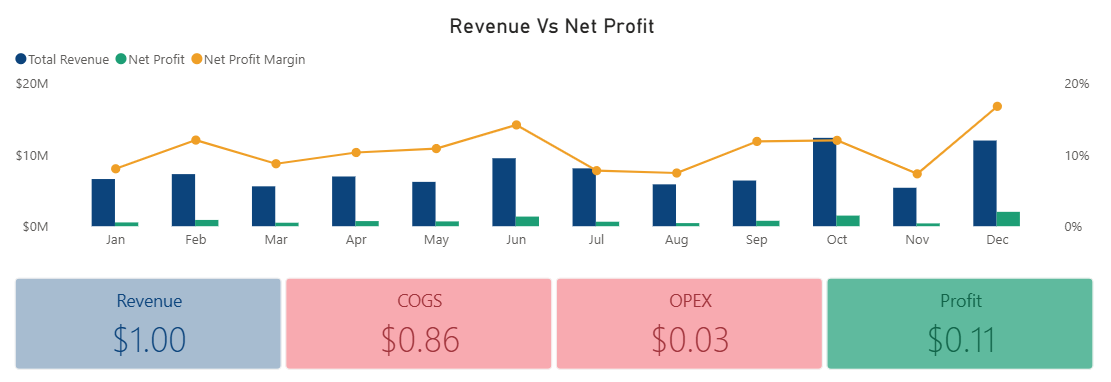 Revenue Vs Net Profit
Total Revenue Net Profit Net Profit Margin
$20M 20%
$10M 10%
$0M 0%
Jan Feb Mar Apr May Jun Jul Aug Sep Oct Nov Dec
Revenue COGS OPEX Profit
$1.00 $0.86 $0.03 $0.11